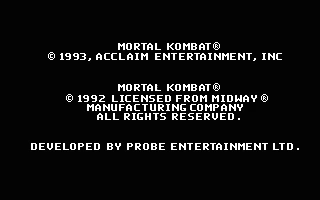 MORTAL KOMBAT®
© 1993, ACCLAIM ENTERTAINMENT, INC
MORTAL KOMBAT®
© 1992 LICENSED FROM MIDWAY®
MANUFACTURING COMPANY
ALL RIGHTS RESERVED.
DEVELOPED BY PROBE ENTERTAINMENT LTD.